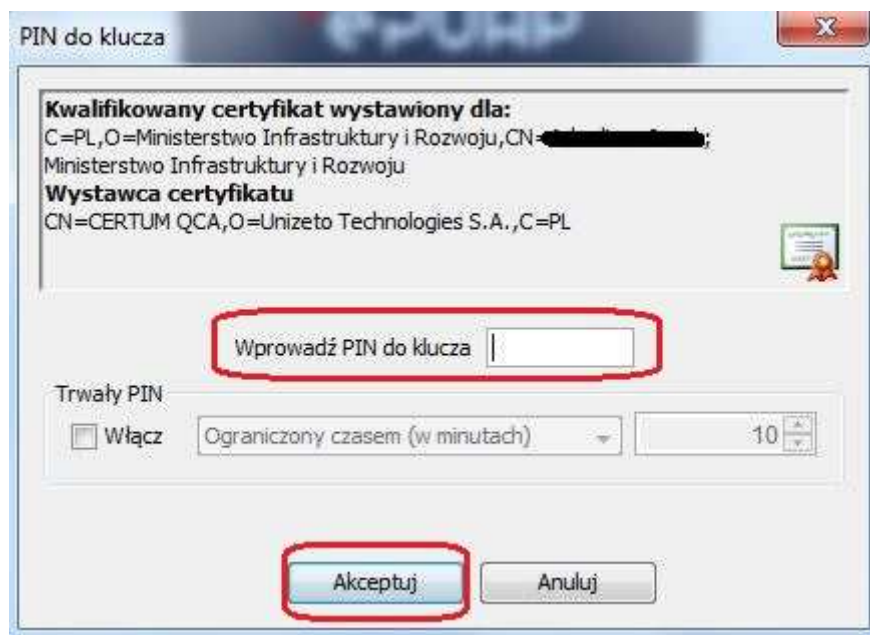 ePUAP
PIN do klucza
Kwalifikowany certyfikat wystawiony dla:
C=PL,O=Ministerstwo Infrastruktury i Rozwoju,CN=
;
Ministerstwo Infrastruktury i Rozwoju
Wystawca certyfikatu
CN=CERTUM QCA,O=Unizeto Technologies S.A.,C=PL
Wprowadź PIN do klucza
Trwały PIN
Włącz
Ograniczony czasem (w minutach)
10
Akceptuj
Anuluj